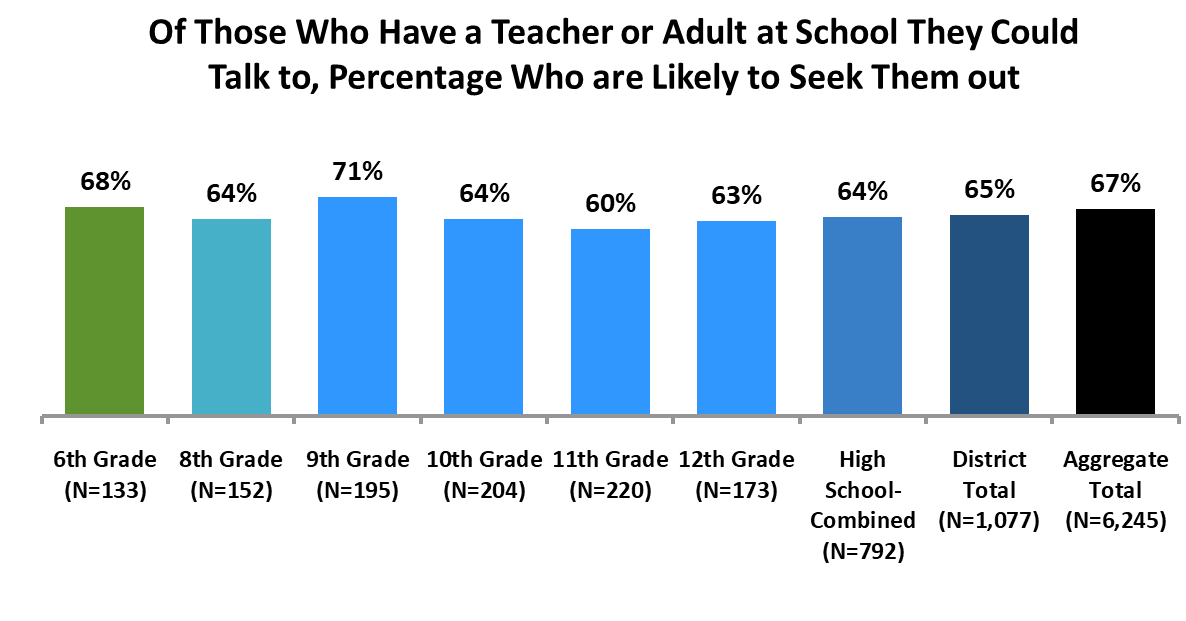 Of Those Who Have a Teacher or Adult at School They Could
Talk to, Percentage Who are Likely to Seek Them out
68%
64%
71%
64%
60%
63%
64%
65%
67%
6th Grade
(N=133)
8th Grade
(N=152)
9th Grade
(N=195)
10th Grade
(N=204)
11th Grade
(N=220)
12th Grade
(N=173)
High
School-
Combined
(N=792)
District
Total
(N=1,077)
Aggregate
Total
(N=6,245)